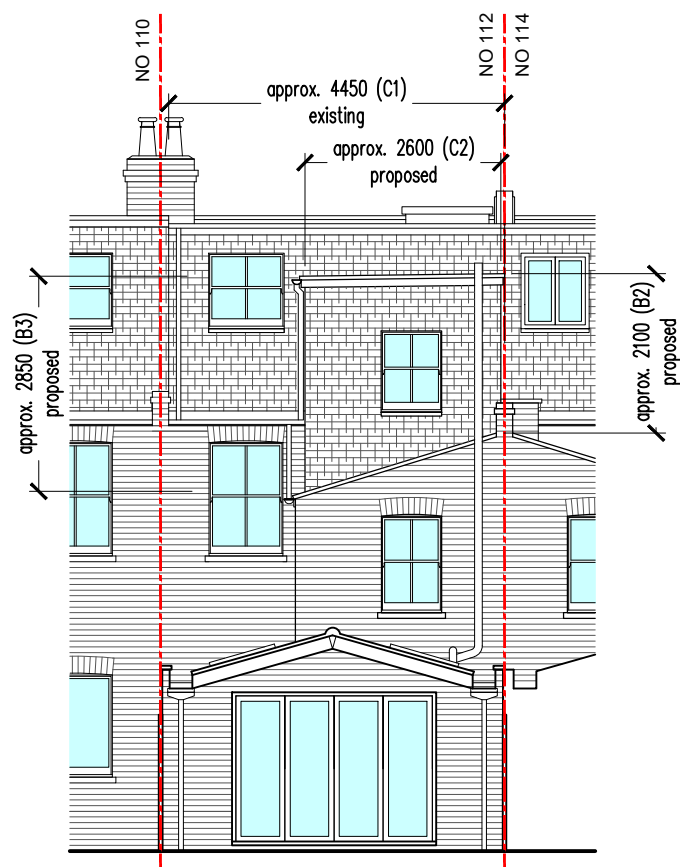 NO 110
NO 112
NO 114
approx. 4450 (C1)
existing
approx. 2600 (C2)
proposed
approx. 2850 (B3)
proposed
approx. 2100 (B2)
proposed